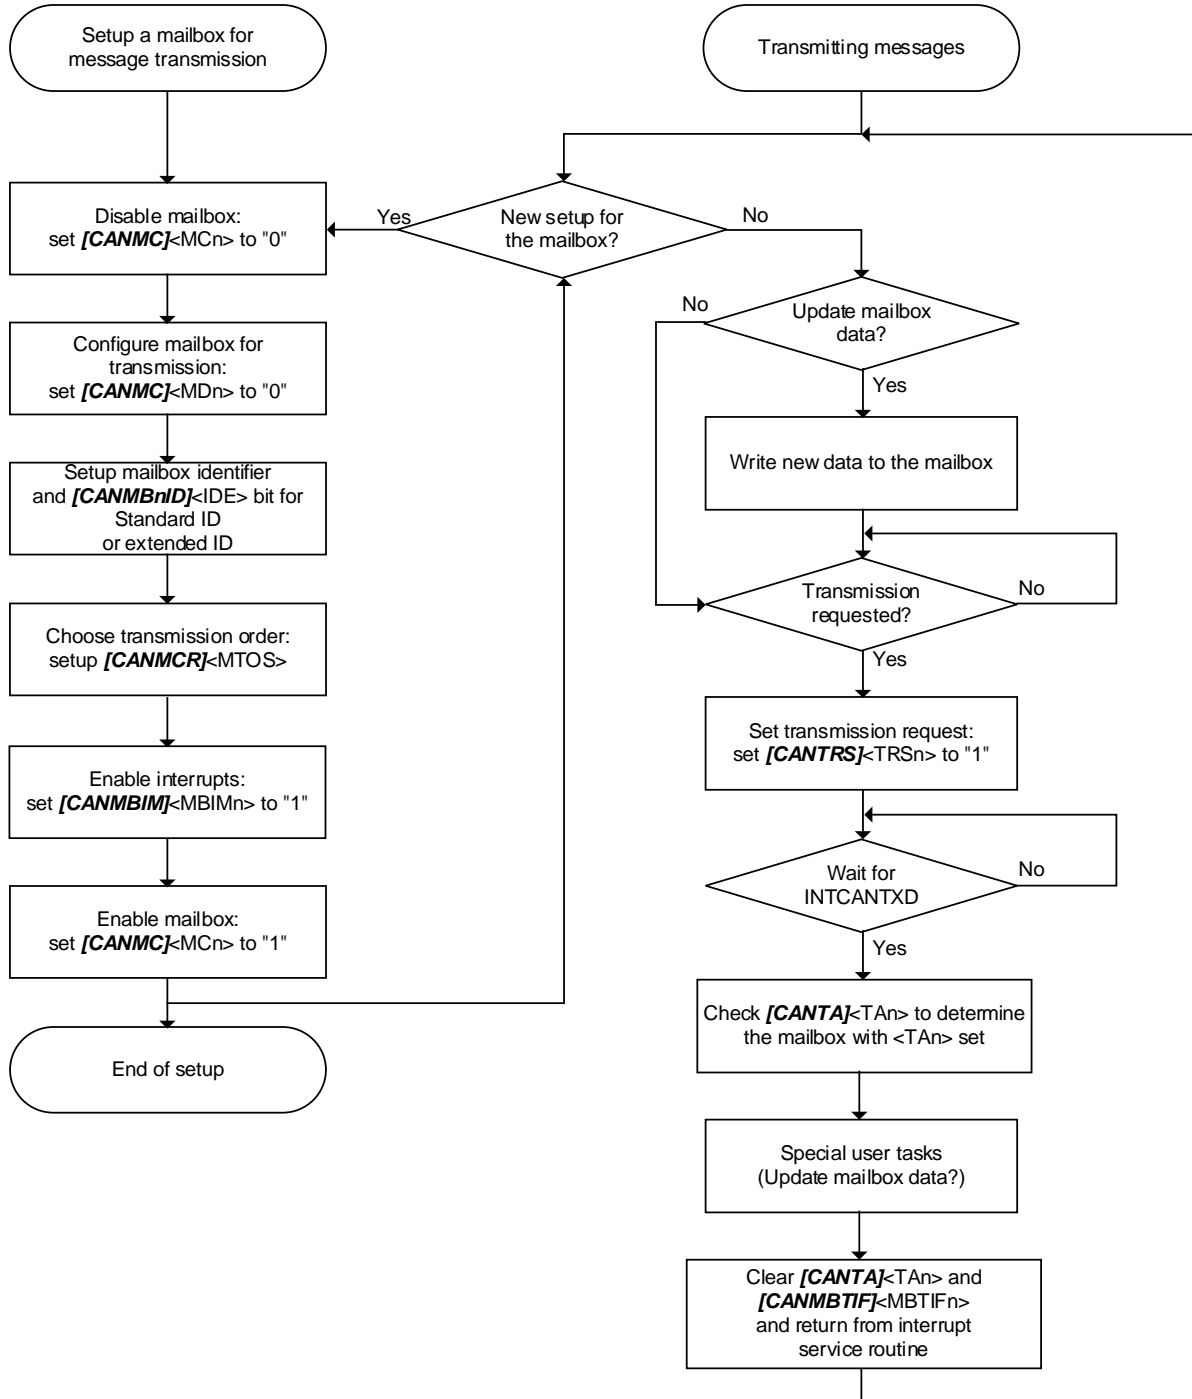 Setup a mailbox for
message transmission
Disable mailbox:
set [CANMC]<MCn> to "0"
Configure mailbox for
transmission:
set [CANMC]<MDn> to "0"
Setup mailbox identifier
and [CANMBnID]<IDE> bit for
Standard ID
or extended ID
Choose transmission order:
setup [CANMCR]<MTOS>
Enable interrupts:
set [CANMBIM]<MBIMn> to "1"
Enable mailbox:
set [CANMC]<MCn> to "1"
End of setup
Transmitting messages
New setup for
the mailbox?
Yes
No
Update mailbox
data?
No
Yes
Write new data to the mailbox
Transmission
requested?
No
Yes
Set transmission request:
set [CANTRS]<TRSn> to "1"
Wait for
INTCANTXD
No
Yes
Check [CANTA]<TAn> to determine
the mailbox with <TAn> set
Special user tasks
(Update mailbox data?)
Clear [CANTA]<TAn> and
[CANMBTIF]<MBTIFn>
and return from interrupt
service routine